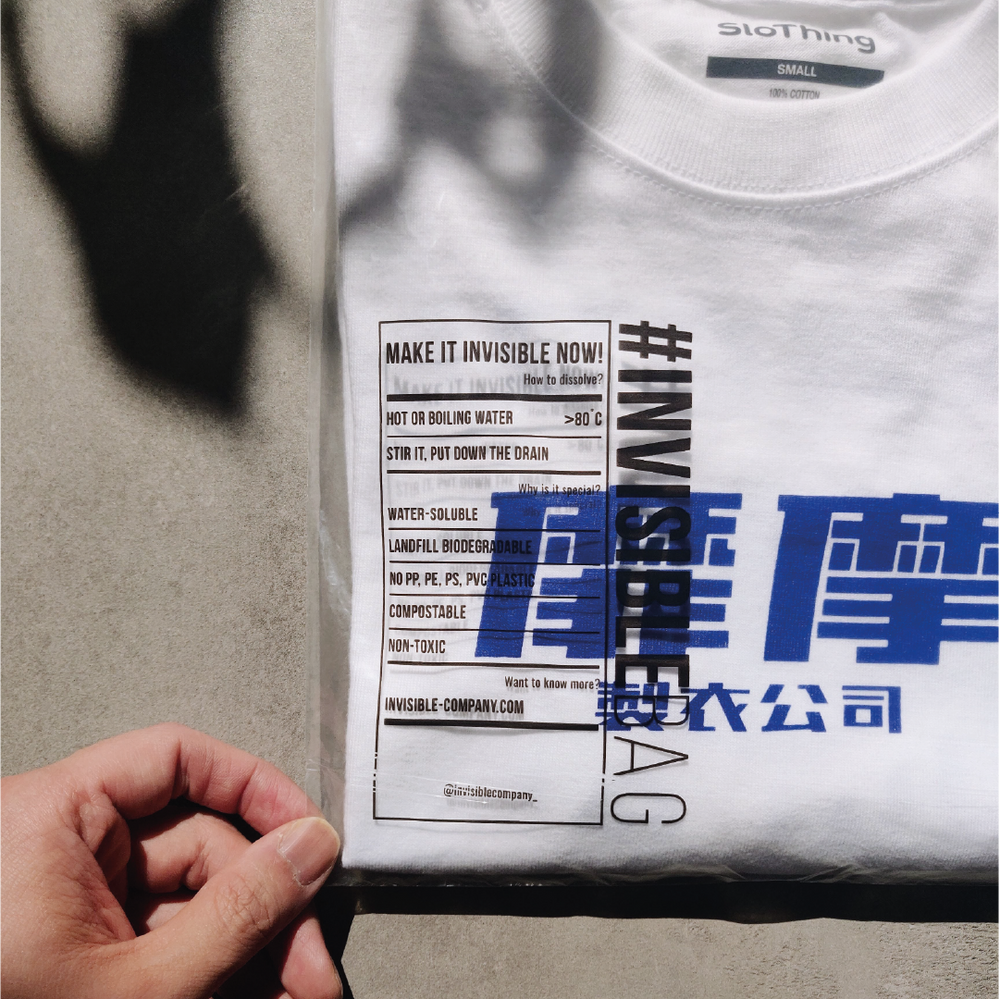 SloThing
SMALL
100% COTTON
MAKE IT INVISIBLE NOW!
How to dissolve?
HOT OR BOILING WATER >80°C
STIR IT, PUT DOWN THE DRAIN
Why is it special?
WATER-SOLUBLE
LANDFILL BIODEGRADABLE
NO PP, PE, PS, PVC PLASTIC
COMPOSTABLE
NON-TOXIC
Want to know more?
INVISIBLE-COMPANY.COM
@invisiblecompany_
#INVISIBLEBAG
製衣公司